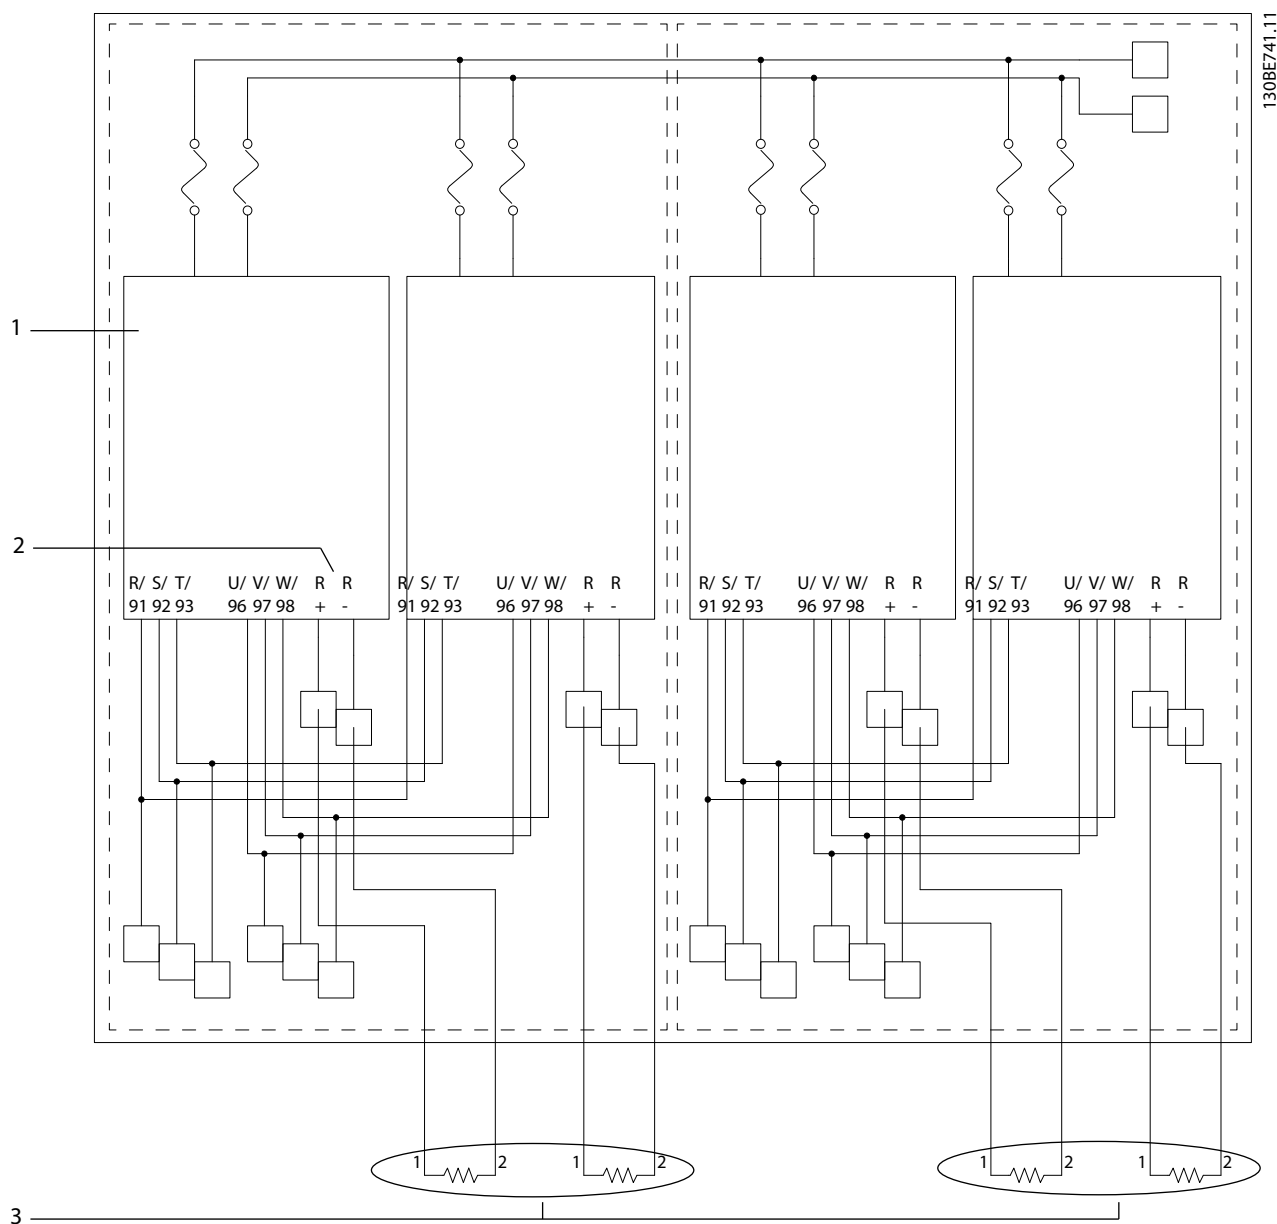 130BE741.11
1
2
R/ S/ T/ U/ V/ W/ R R R/ S/ T/ U/ V/ W/ R R R/ S/ T/ U/ V/ W/ R R R/ S/ T/ U/ V/ W/ R R
91 92 93 96 97 98 + - 91 92 93 96 97 98 + - 91 92 93 96 97 98 + - 91 92 93 96 97 98 + -
1 2 1 2 1 2 1 2
3